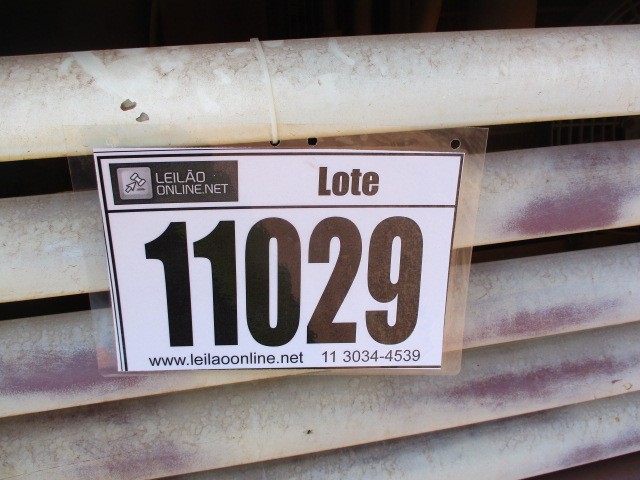 LEILÃO
ONLINE.NET
Lote
11029
www.leilaoonline.net 11 3034-4539